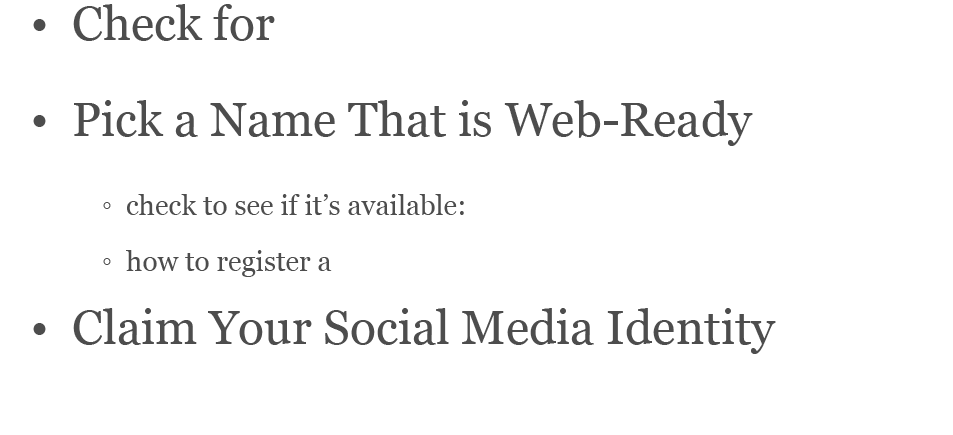 • Check for
• Pick a Name That is Web-Ready
◦ check to see if it’s available:
◦ how to register a
• Claim Your Social Media Identity